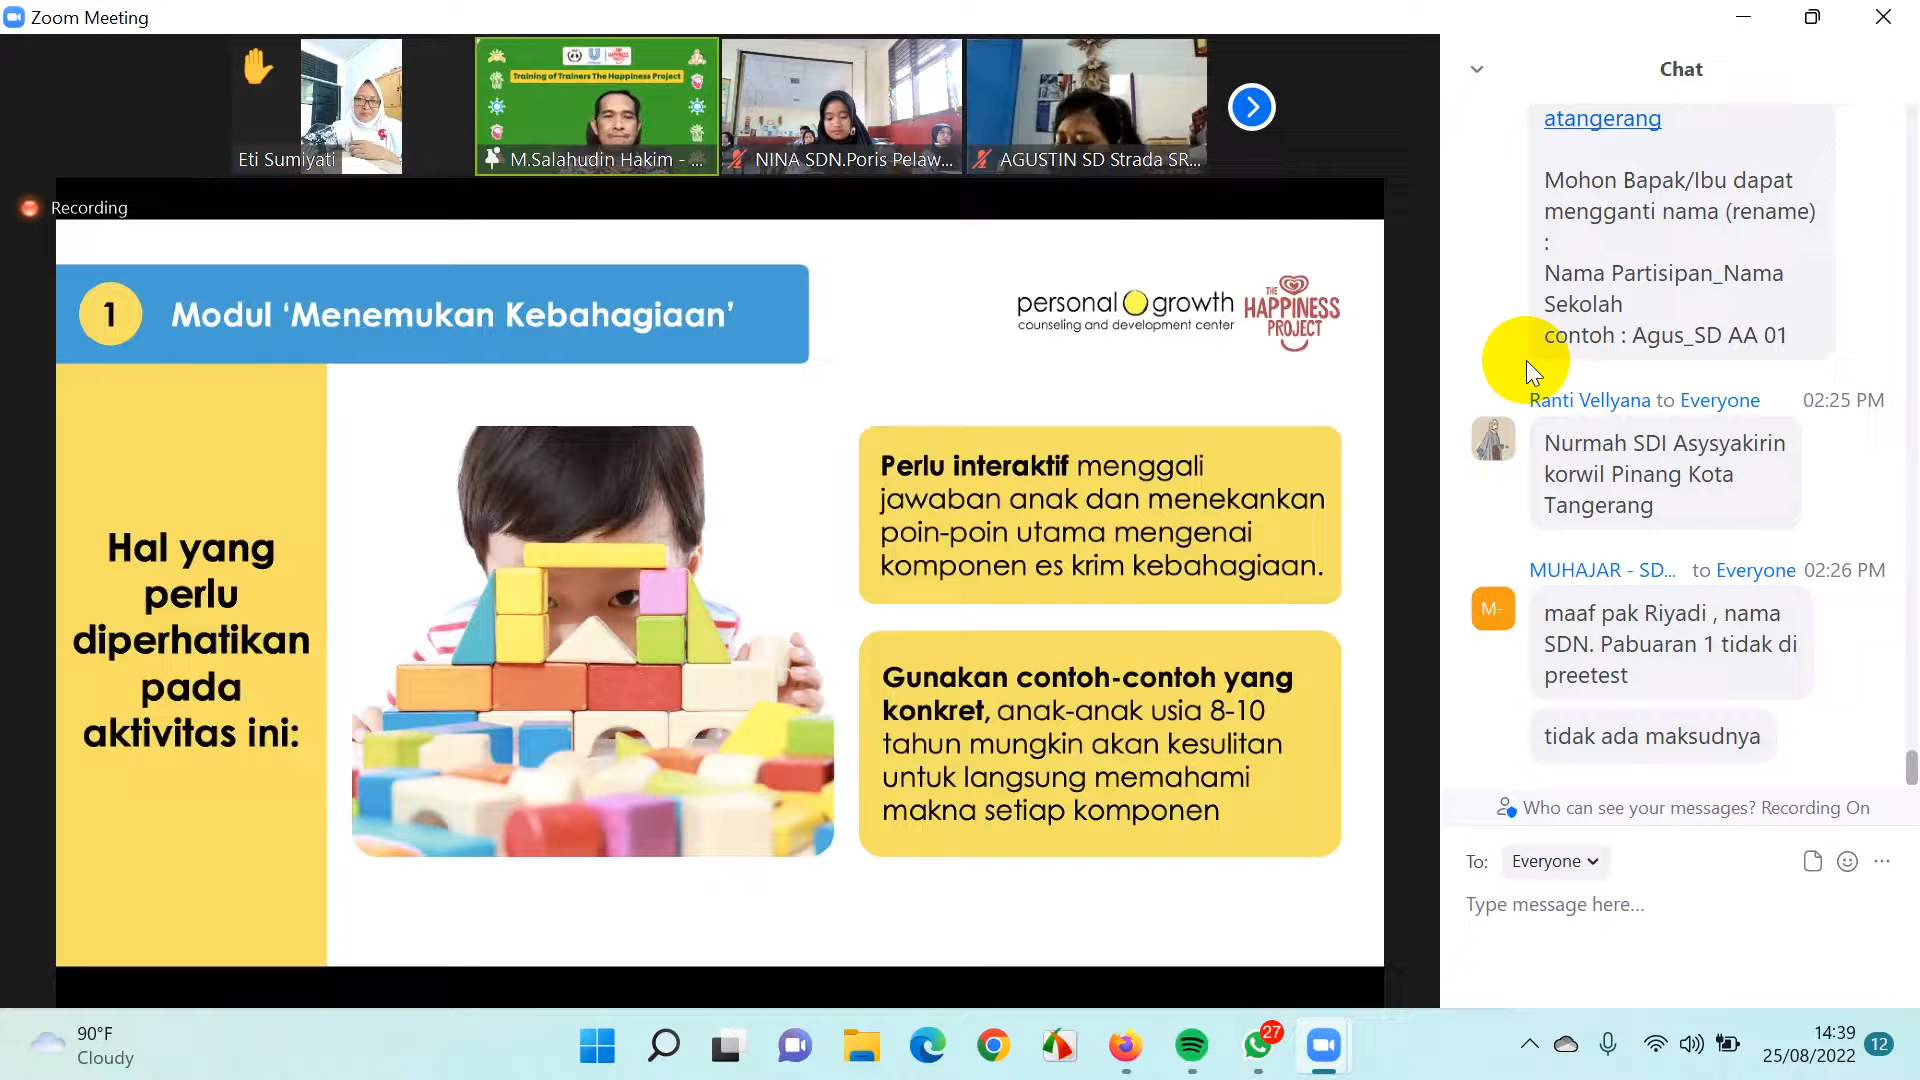 Zoom Meeting
Training of Trainers The Happiness Project
Eti Sumiyati
M.Salahudin Hakim - ...
NINA SDN.Poris Pelaw...
AGUSTIN SD Strada SR...
Recording
1
Modul ‘Menemukan Kebahagiaan’
personal growth
counseling and development center
THE
HAPPINESS
PROJECT
Hal yang
perlu
diperhatikan
pada
aktivitas ini:
Perlu interaktif menggali
jawaban anak dan menekankan
poin-poin utama mengenai
komponen es krim kebahagiaan.
Gunakan contoh-contoh yang
konkret, anak-anak usia 8-10
tahun mungkin akan kesulitan
untuk langsung memahami
makna setiap komponen
Chat
atangerang
Mohon Bapak/Ibu dapat
mengganti nama (rename)
:
Nama Partisipan_Nama
Sekolah
contoh : Agus_SD AA 01
Ranti Vellyana to Everyone 02:25 PM
Nurmah SDI Asysyakirin
korwil Pinang Kota
Tangerang
MUHAJAR - SD... to Everyone 02:26 PM
M-
maaf pak Riyadi , nama
SDN. Pabuaran 1 tidak di
preetest
tidak ada maksudnya
Who can see your messages? Recording On
To: Everyone
Type message here...
90°F
Cloudy
27
14:39
25/08/2022
12